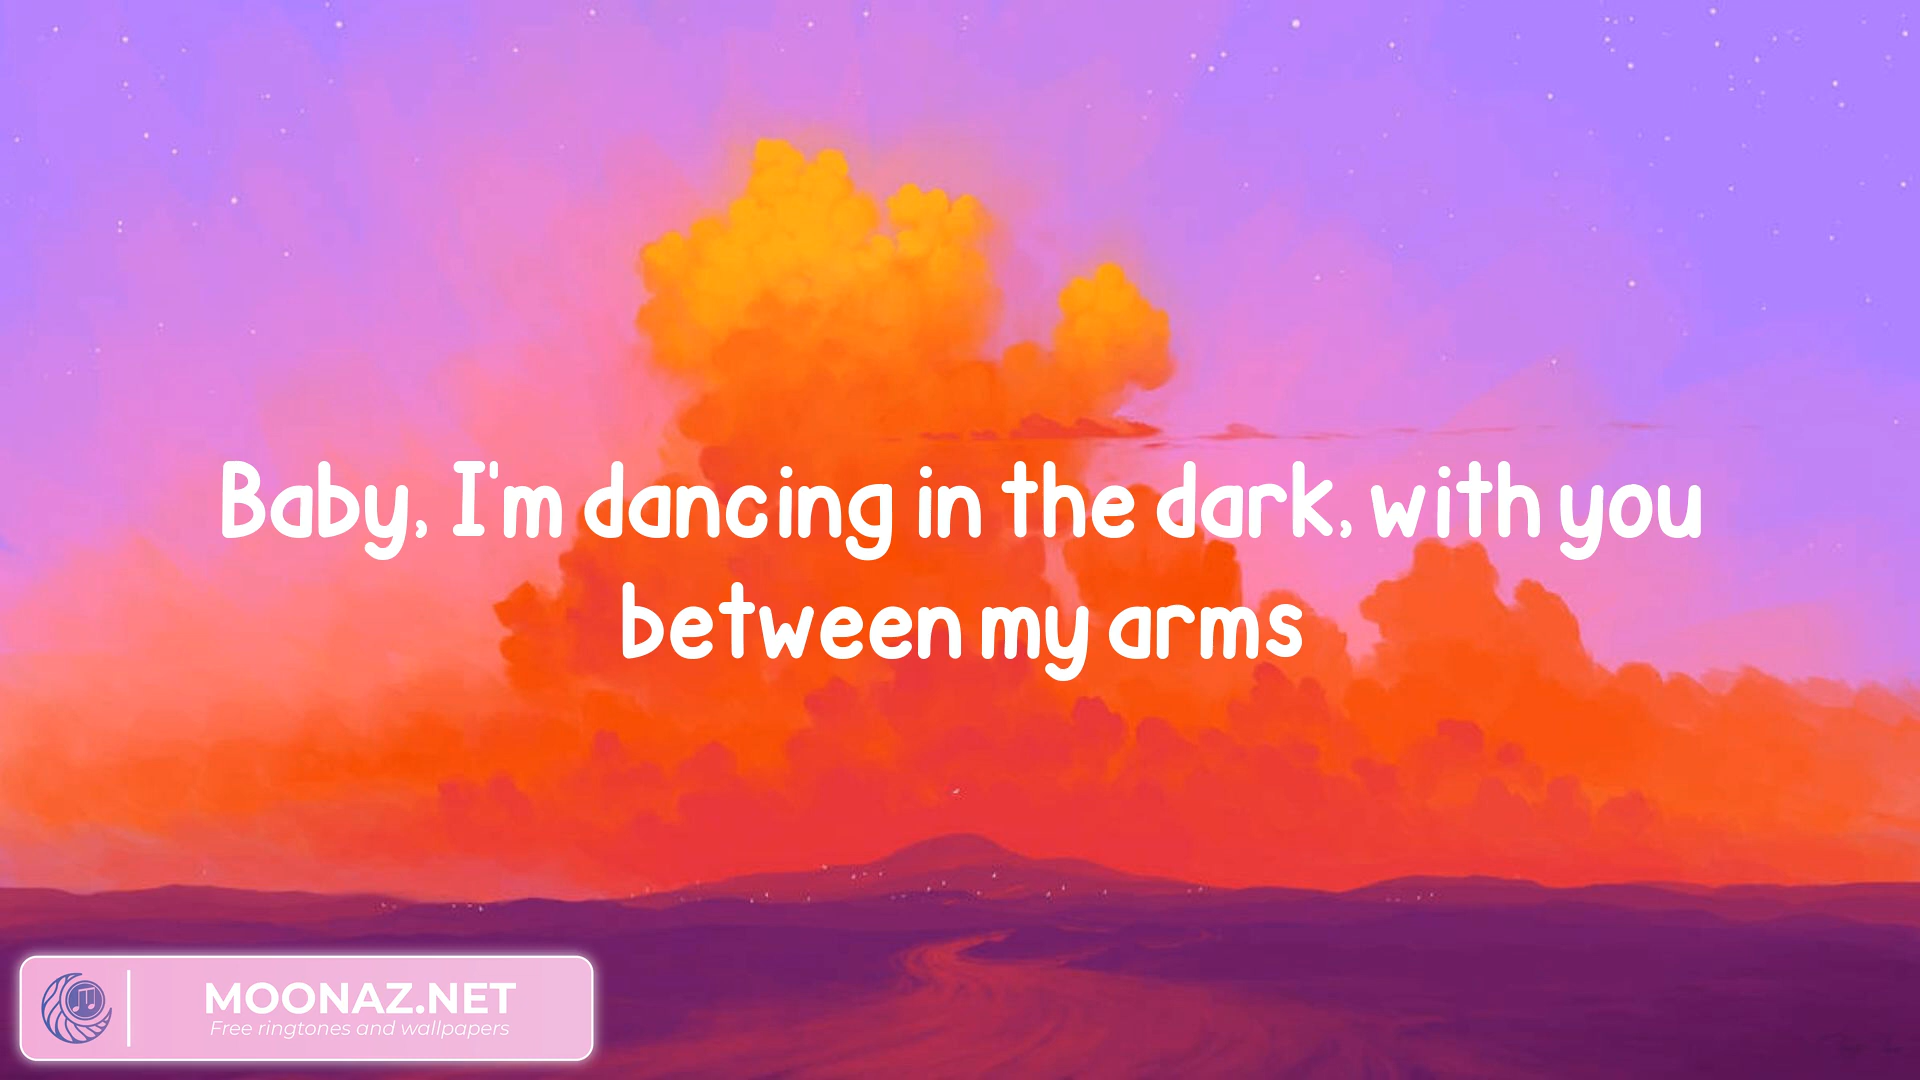 Baby, I'm dancing in the dark, with you
between my arms
MOONAZ.NET
Free ringtones and wallpapers